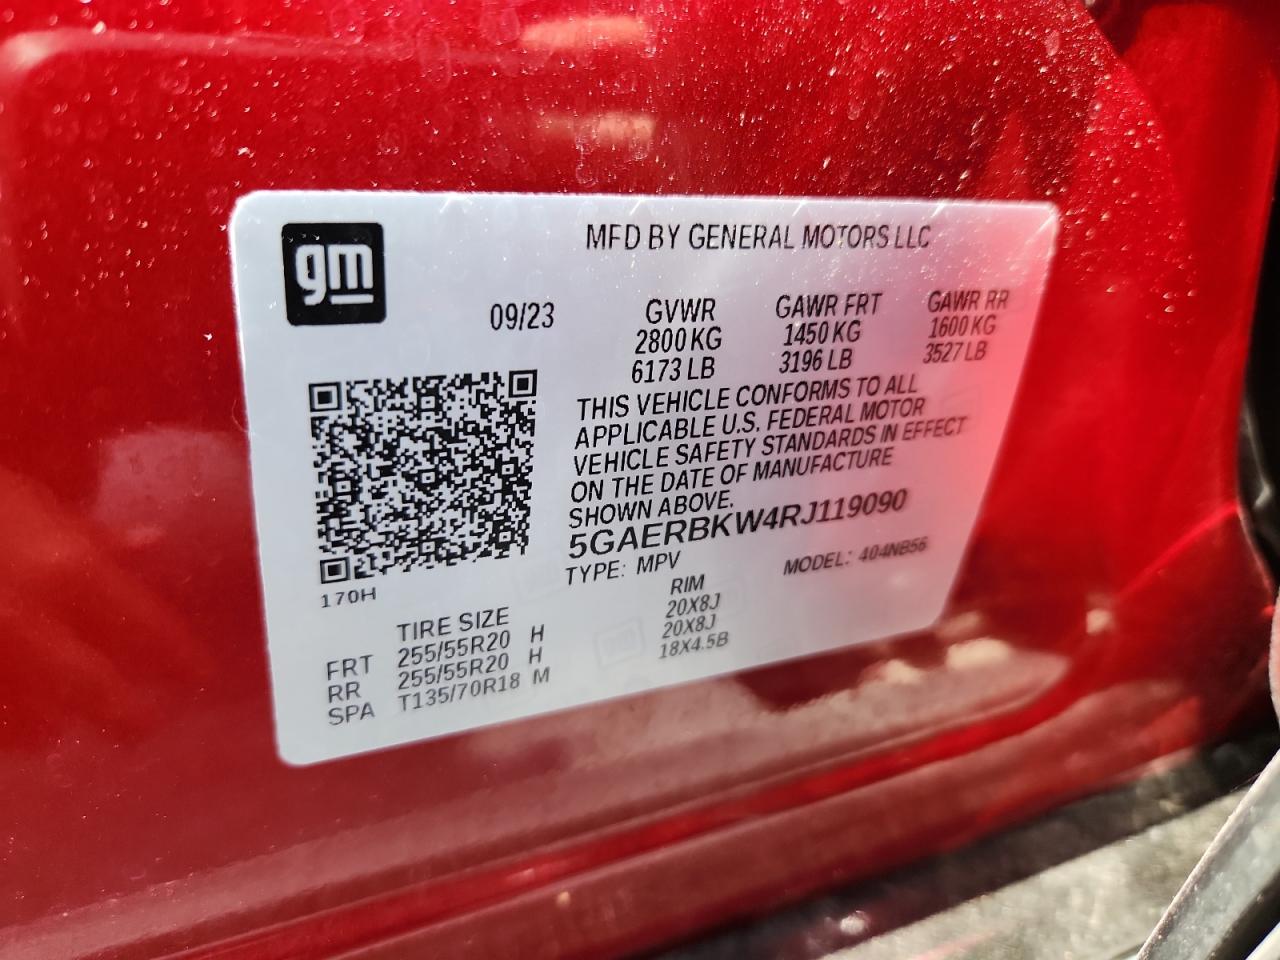 gm
MFD BY GENERAL MOTORS LLC
09/23
GVWR GAWR FRT GAWR RR
2800 KG 1450 KG 1600 KG
6173 LB 3196 LB 3527 LB
THIS VEHICLE CONFORMS TO ALL
APPLICABLE U.S. FEDERAL MOTOR
VEHICLE SAFETY STANDARDS IN EFFECT
ON THE DATE OF MANUFACTURE
SHOWN ABOVE.
5GAERBKW4RJ119090
TYPE: MPV MODEL: 404NB56
170H
TIRE SIZE RIM
FRT 255/55R20 H 20X8J
RR 255/55R20 H 20X8J
SPA T135/70R18 M 18X4.5B